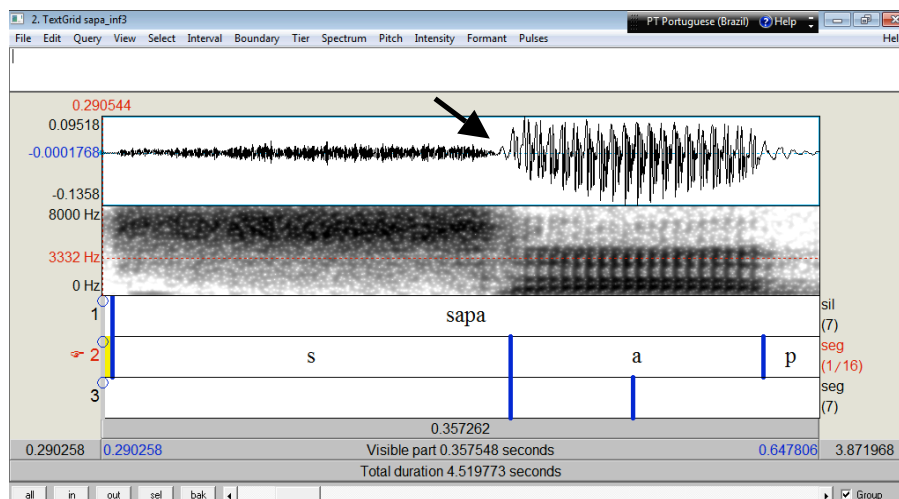 2. TextGrid sapa_inf3
PT Portuguese (Brazil) ? Help
File Edit Query View Select Interval Boundary Tier Spectrum Pitch Intensity Formant Pulses Hel
0.290544
0.09518
-0.0001768
-0.1358
8000 Hz
3332 Hz
0 Hz
1 sapa sil
(7)
2 s a p seg
(1/16)
3 seg
(7)
0.357262
0.290258 0.290258 Visible part 0.357548 seconds 0.647806 3.871968
Total duration 4.519773 seconds
all in out sel bak Group